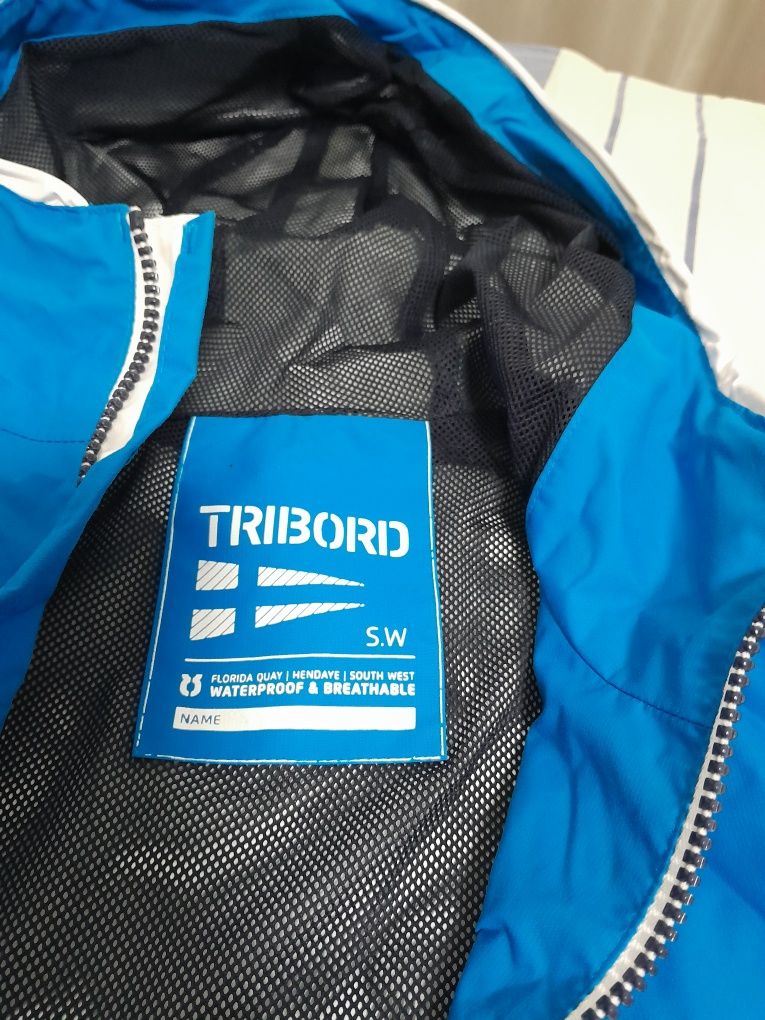 TRIBORD
S.W
FLORIDA QUAY | HENDAYE | SOUTH WEST
WATERPROOF & BREATHABLE
NAME